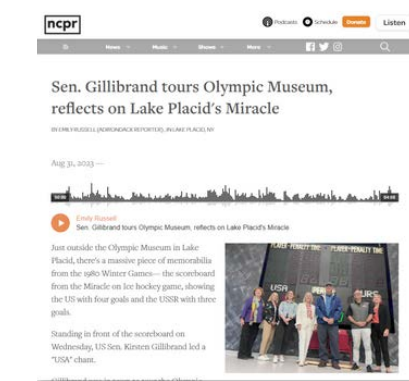 ncpr
Podcasts Schedule Donate Listen
News Music Shows More
Sen. Gillibrand tours Olympic Museum,
reflects on Lake Placid's Miracle
BY EMILY RUSSELL (ADIRONDACK REPORTER), IN LAKE PLACID, NY
Aug 31, 2023 —
Emily Russell
Sen. Gillibrand tours Olympic Museum, reflects on Lake Placid's Miracle
Just outside the Olympic Museum in Lake
Placid, there's a massive piece of memorabilia
from the 1980 Winter Games— the scoreboard
from the Miracle on Ice hockey game, showing
the US with four goals and the USSR with three
goals.
PLAYER-PENALTY TIME PLAYER-PENALTY TIME
USA
Standing in front of the scoreboard on
Wednesday, US Sen. Kirsten Gillibrand led a
"USA" chant.